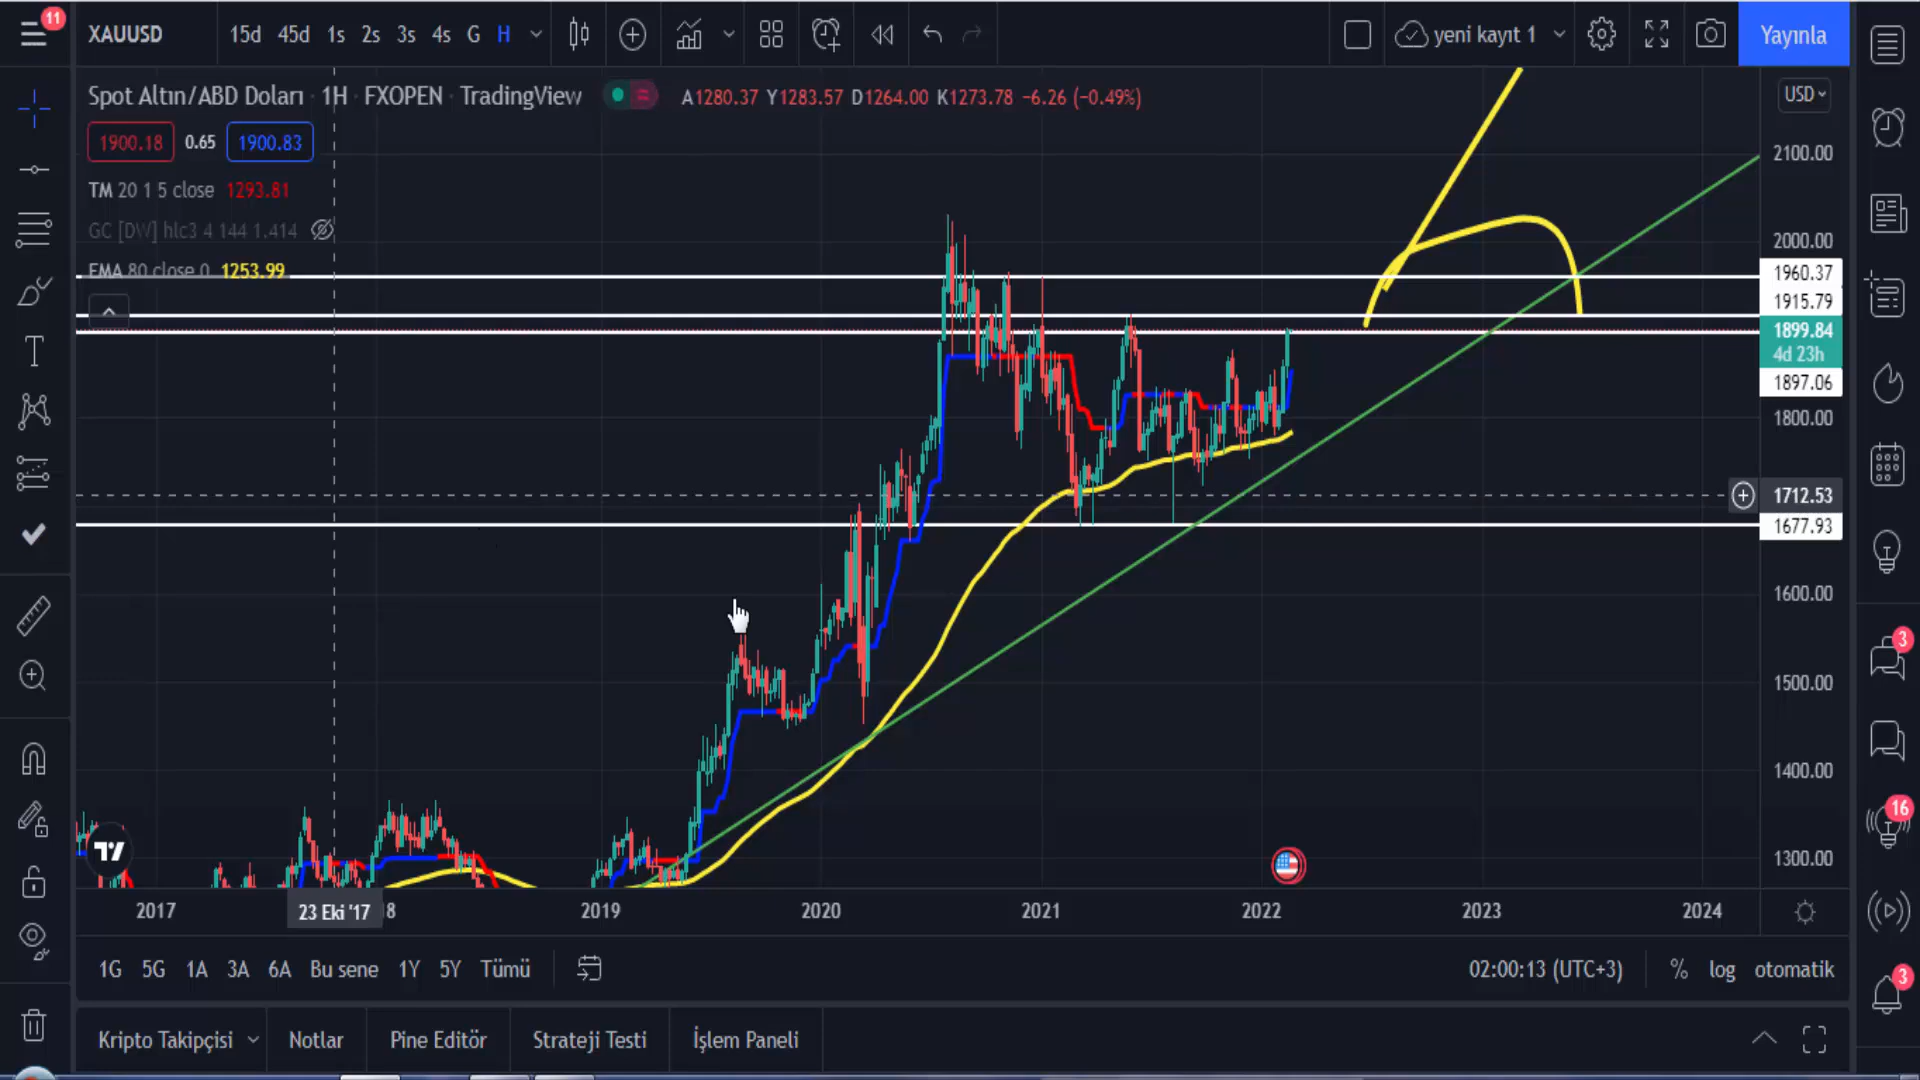 11
XAUUSD 15d 45d 1s 2s 3s 4s G H yeni kayıt 1 Yayınla
Spot Altın/ABD Doları · 1H · FXOPEN · TradingView A1280.37 Y1283.57 D1264.00 K1273.78 −6.26 (−0.49%)
USD
1900.18 0.65 1900.83
TM 20 1 5 close 1293.81
GC [DW] hlc3 4 144 1.414
EMA 80 close 0 1253.99
2100.00
2000.00
1960.37
1915.79
1899.84
4d 23h
1897.06
1800.00
1712.53
1677.93
1600.00
1500.00
1400.00
1300.00
3
16
3
2017 23 Eki '17 8 2019 2020 2021 2022 2023 2024
1G 5G 1A 3A 6A Bu sene 1Y 5Y Tümü 02:00:13 (UTC+3) % log otomatik
Kripto Takipçisi Notlar Pine Editör Strateji Testi İşlem Paneli